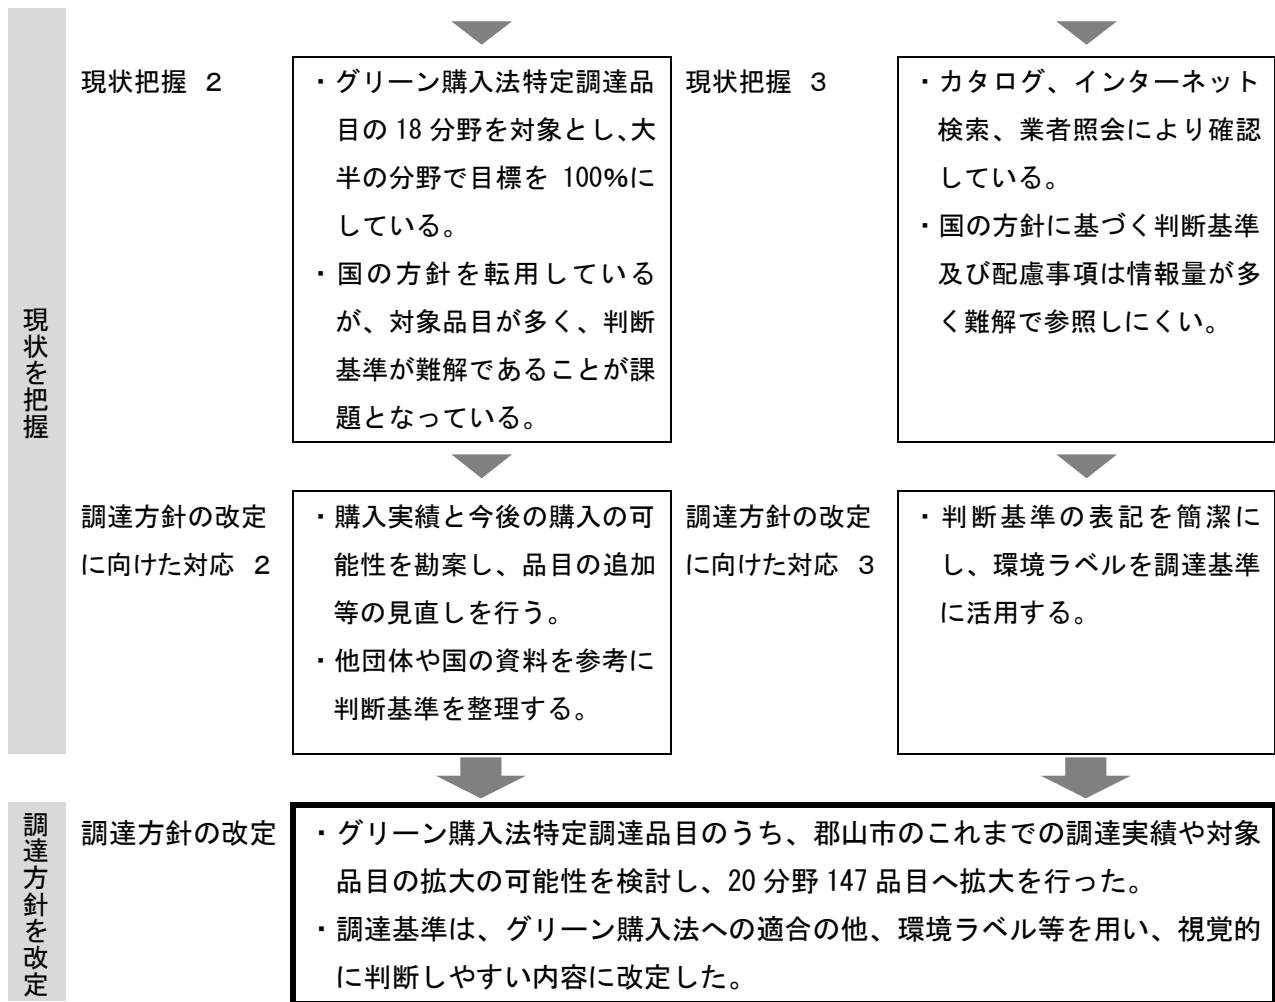 現状を把握
現状把握 2
・グリーン購入法特定調達品
目の 18 分野を対象とし、大
半の分野で目標を 100%に
している。
・国の方針を転用している
が、対象品目が多く、判断
基準が難解であることが課
題となっている。
現状把握 3
・カタログ、インターネット
検索、業者照会により確認
している。
・国の方針に基づく判断基準
及び配慮事項は情報量が多
く難解で参照しにくい。
調達方針の改定
に向けた対応 2
・購入実績と今後の購入の可
能性を勘案し、品目の追加
等の見直しを行う。
・他団体や国の資料を参考に
判断基準を整理する。
調達方針の改定
に向けた対応 3
・判断基準の表記を簡潔に
し、環境ラベルを調達基準
に活用する。
調達方針を改定
調達方針の改定
・グリーン購入法特定調達品目のうち、郡山市のこれまでの調達実績や対象
品目の拡大の可能性を検討し、20 分野 147 品目へ拡大を行った。
・調達基準は、グリーン購入法への適合の他、環境ラベル等を用い、視覚的
に判断しやすい内容に改定した。